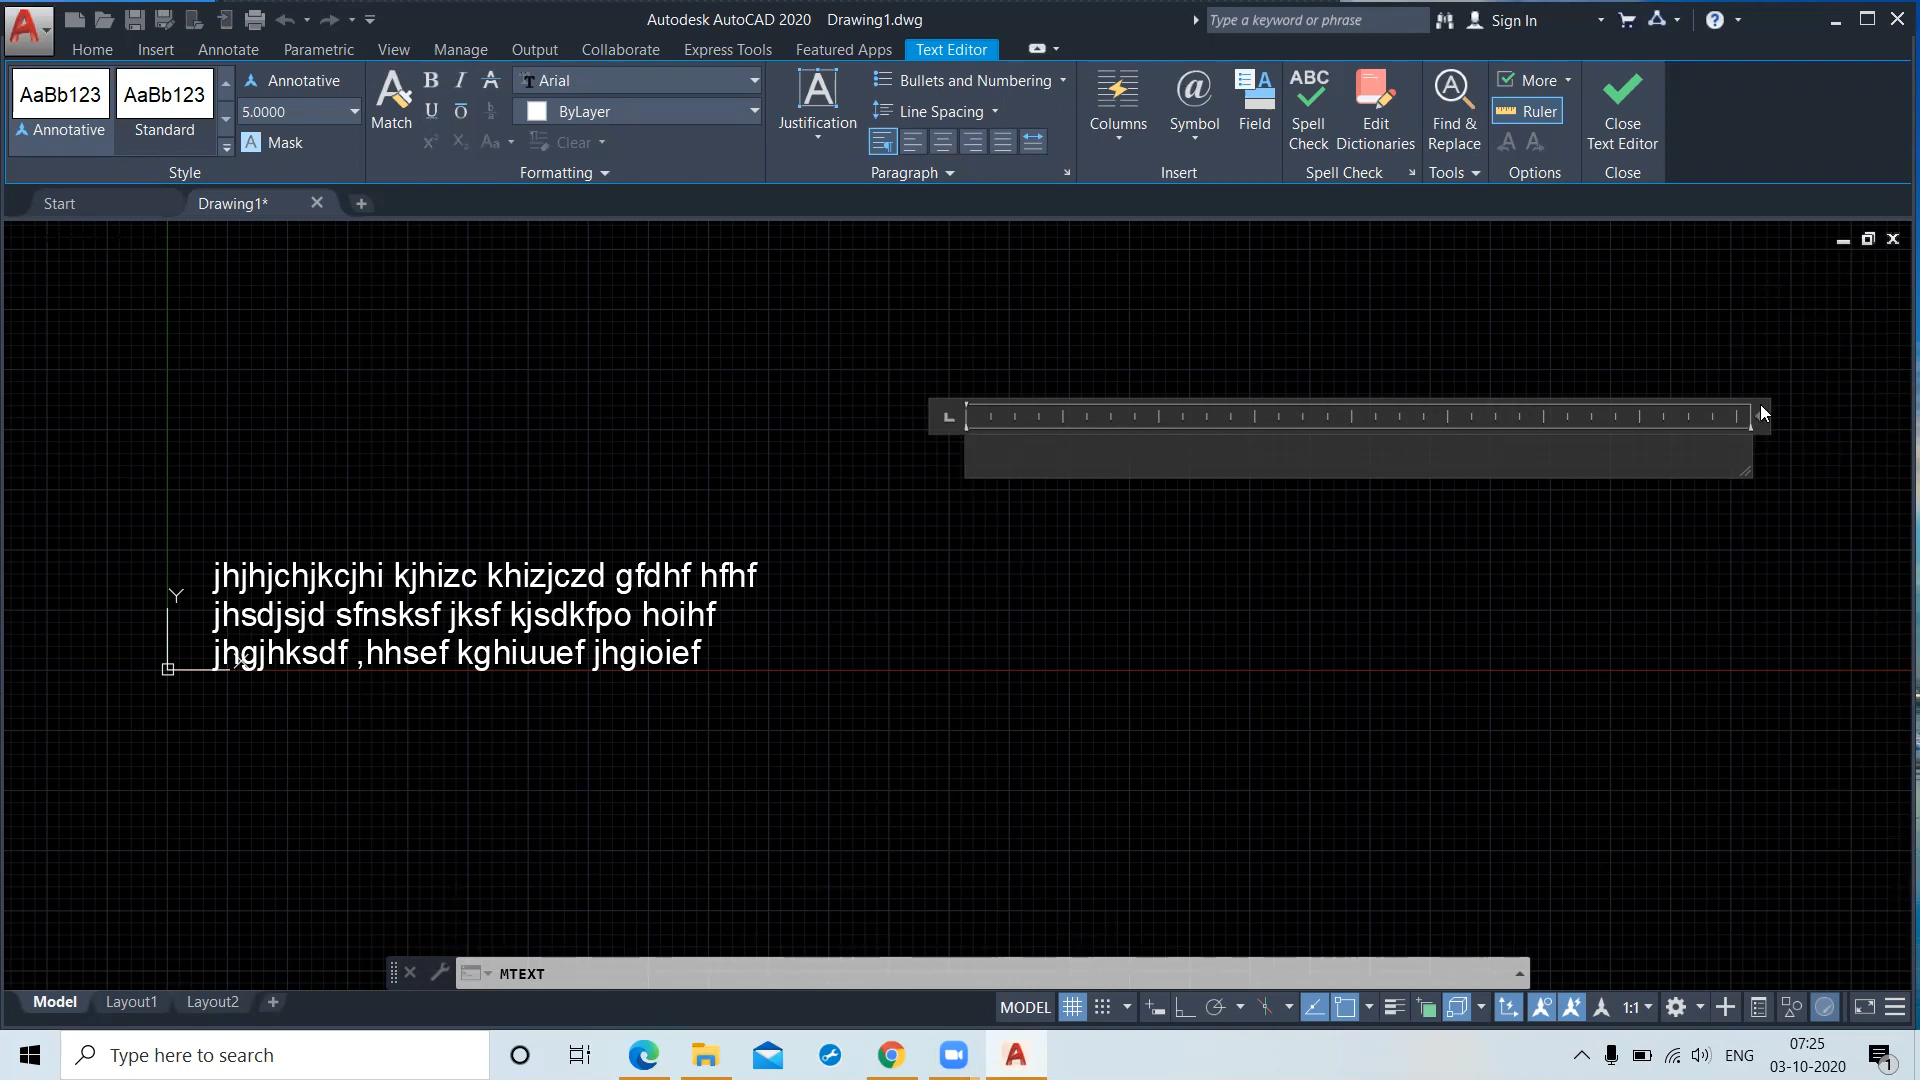 Autodesk AutoCAD 2020 Drawing1.dwg
Type a keyword or phrase
Sign In
Home Insert Annotate Parametric View Manage Output Collaborate Express Tools Featured Apps Text Editor
AaBb123 AaBb123
Annotative Standard
Annotative
5.0000
Mask
Style
Match
Arial
ByLayer
Clear
Formatting
Justification
Bullets and Numbering
Line Spacing
Paragraph
Columns
Symbol
Field
Insert
ABC
Spell Check
Edit Dictionaries
Spell Check
Find & Replace
Tools
More
Ruler
Options
Close Text Editor
Close
Start Drawing1*
jhjhjchjkcjhi kjhizc khizjczd gfdhf hfhf
jhsdjsjd sfnsksf jksf kjsdkfpo hoihf
jhgjhksdf ,hhsef kghiuuef jhgioief
Y
X
MTEXT
Model Layout1 Layout2
MODEL
1:1
Type here to search
ENG
07:25
03-10-2020
1